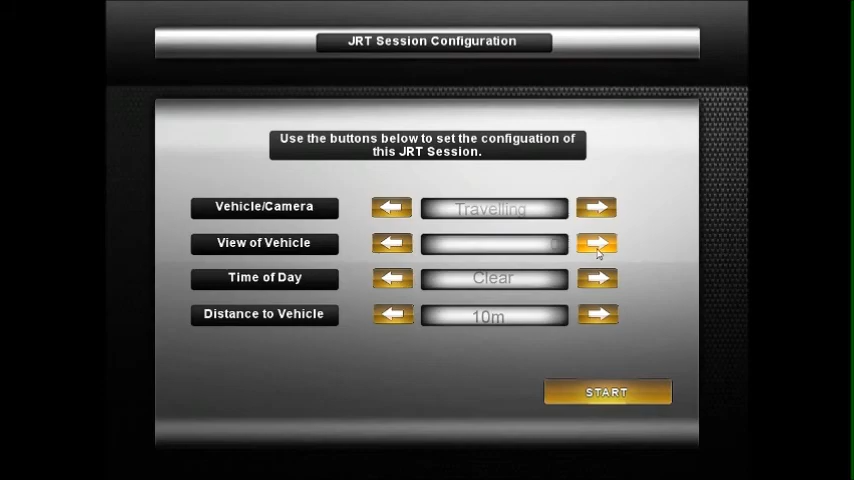 JRT Session Configuration
Use the buttons below to set the configuation of
this JRT Session.
Vehicle/Camera
Travelling
View of Vehicle
Time of Day
Clear
Distance to Vehicle
10m
START